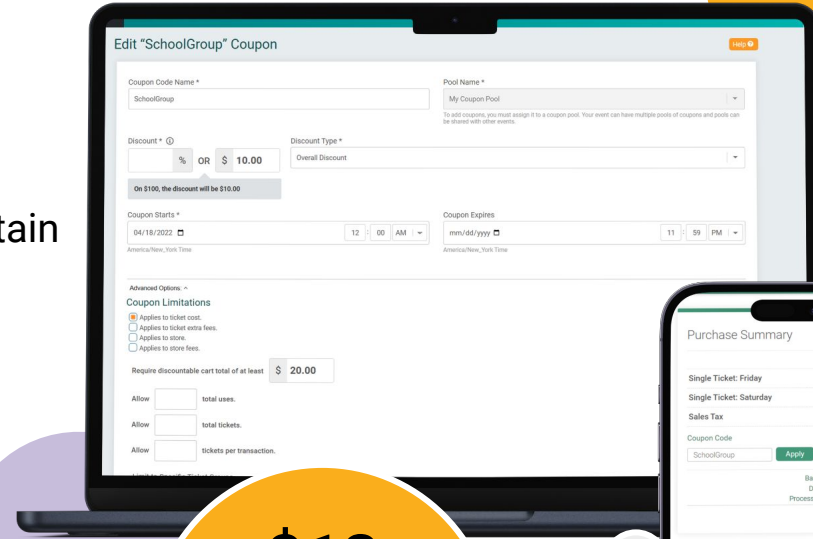 tain
Edit "SchoolGroup" Coupon
Help
Coupon Code Name *
Pool Name *
SchoolGroup
My Coupon Pool
To add coupons, you must assign it to a coupon pool. Your event can have multiple pools of coupons and pools can
be shared with other events.
Discount *
Discount Type *
% OR $ 10.00
Overall Discount
On $100, the discount will be $10.00
Coupon Starts *
Coupon Expires
04/18/2022
12 : 00 AM
mm/dd/yyyy
11 : 59 PM
America/New_York Time
America/New_York Time
Advanced Options:
Coupon Limitations
Applies to ticket cost.
Applies to ticket extra fees.
Applies to store.
Applies to store fees.
Require discountable cart total of at least $ 20.00
Allow total uses.
Allow total tickets.
Allow tickets per transaction.
Purchase Summary
Single Ticket: Friday
Single Ticket: Saturday
Sales Tax
Coupon Code
SchoolGroup
Apply
Ba
D
Process